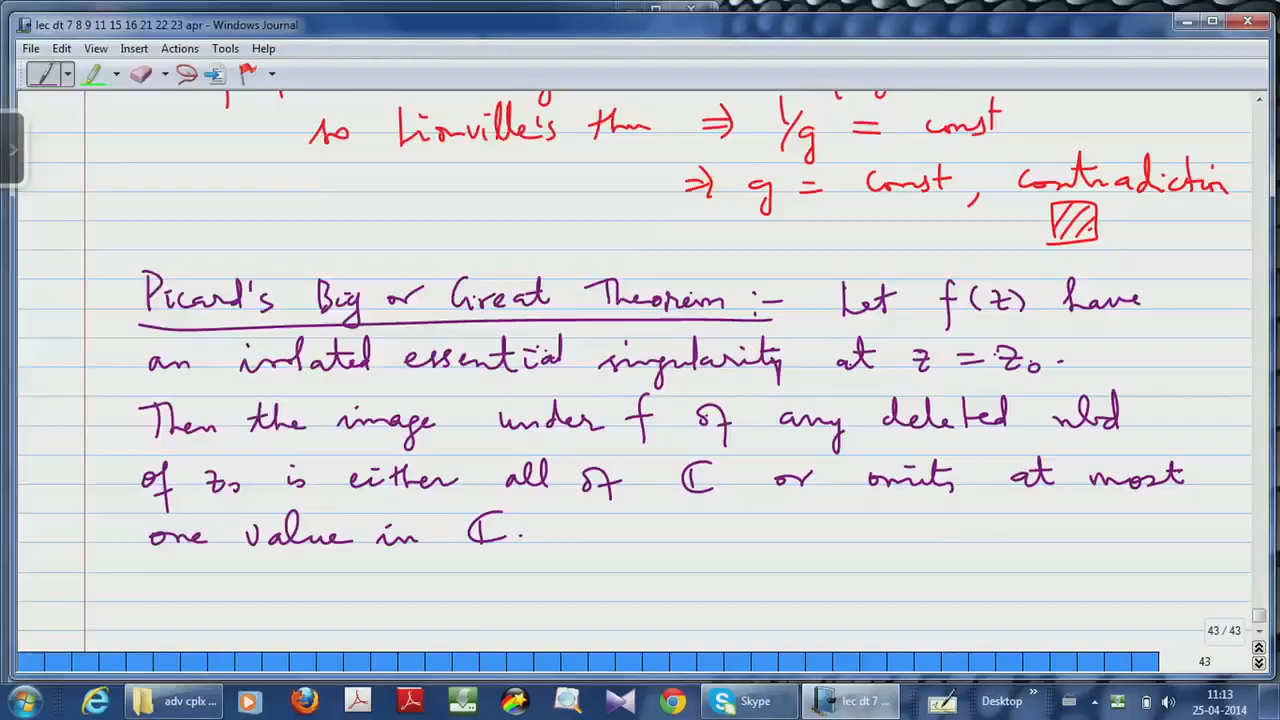 lec dt 7 8 9 11 15 16 21 22 23 apr - Windows Journal
File Edit View Insert Actions Tools Help
so Liouville's thm ⇒ 1/g = const
⇒ g = const, contradiction
Picard's Big or Great Theorem :- Let f(z) have
an isolated essential singularity at z = z₀.
Then the image under f of any deleted nbd
of z₀ is either all of ℂ or omits at most
one value in ℂ.
43 / 43
43
adv cplx ... Skype lec dt 7 ... Desktop 11:13
25-04-2014